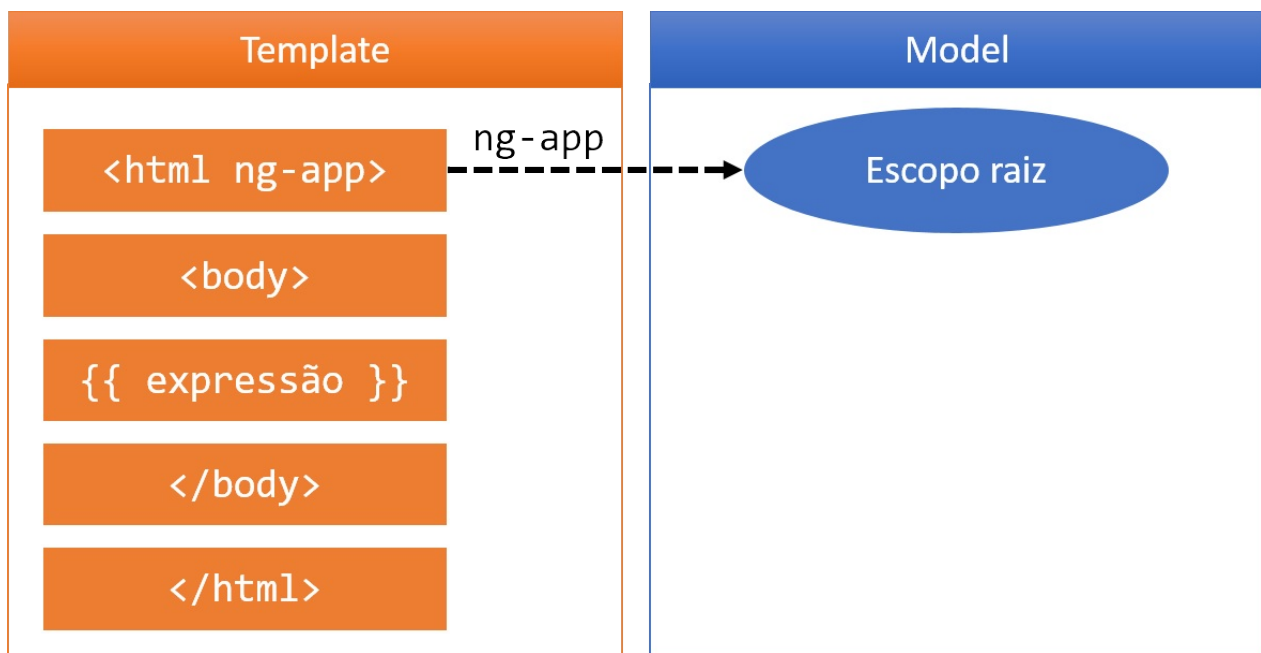 Template
Model
<html ng-app>
ng-app
Escopo raiz
<body>
{{ expressão }}
</body>
</html>